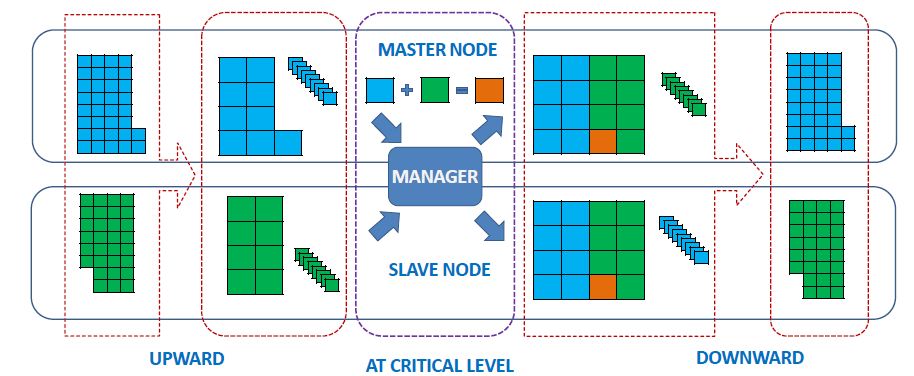 MASTER NODE
MANAGER
SLAVE NODE
UPWARD
AT CRITICAL LEVEL
DOWNWARD